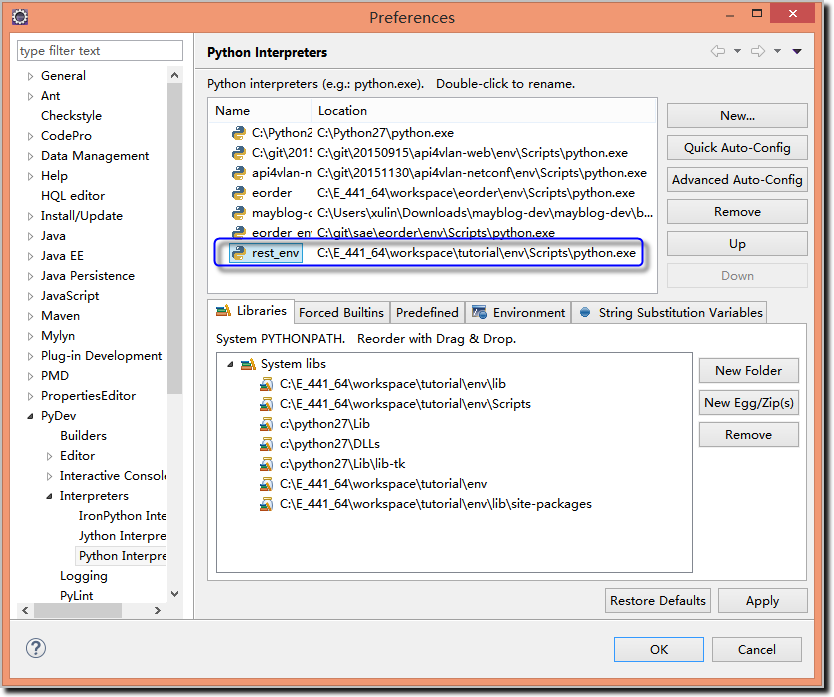 Preferences
type filter text
General
Ant
Checkstyle
CodePro
Data Management
Help
HQL editor
Install/Update
Java
Java EE
Java Persistence
JavaScript
Maven
Mylyn
Plug-in Development
PMD
PropertiesEditor
PyDev
Builders
Editor
Interactive Consol
Interpreters
IronPython Inte
Jython Interpre
Python Interpre
Logging
PyLint
Python Interpreters
Python interpreters (e.g.: python.exe). Double-click to rename.
Name Location
C:\Python2 C:\Python27\python.exe
C:\git\2015 C:\git\20150915\api4vlan-web\env\Scripts\python.exe
api4vlan-n C:\git\20151130\api4vlan-netconf\env\Scripts\python.exe
eorder C:\E_441_64\workspace\eorder\env\Scripts\python.exe
mayblog-d C:\Users\xulin\Downloads\mayblog-dev\mayblog-dev\b...
eorder_en C:\git\sae\eorder\env\Scripts\python.exe
rest_env C:\E_441_64\workspace\tutorial\env\Scripts\python.exe
New...
Quick Auto-Config
Advanced Auto-Config
Remove
Up
Down
Libraries Forced Builtins Predefined Environment String Substitution Variables
System PYTHONPATH. Reorder with Drag & Drop.
System libs
C:\E_441_64\workspace\tutorial\env\lib
C:\E_441_64\workspace\tutorial\env\Scripts
c:\python27\Lib
c:\python27\DLLs
c:\python27\Lib\lib-tk
C:\E_441_64\workspace\tutorial\env
C:\E_441_64\workspace\tutorial\env\lib\site-packages
New Folder
New Egg/Zip(s)
Remove
Restore Defaults Apply
OK Cancel